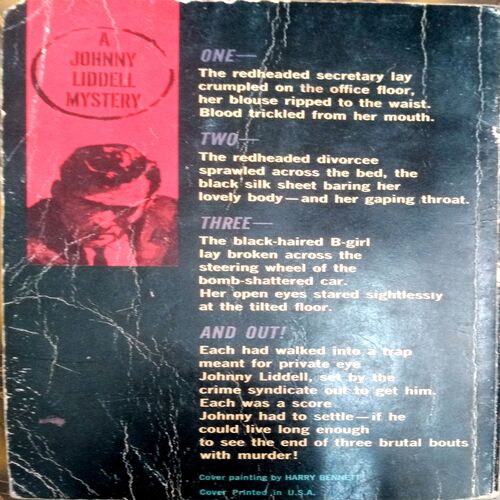 A
JOHNNY
LIDDELL
MYSTERY
ONE—
The redheaded secretary lay
crumpled on the office floor,
her blouse ripped to the waist.
Blood trickled from her mouth.
TWO—
The redheaded divorcee
sprawled across the bed, the
black silk sheet baring her
lovely body—and her gaping throat.
THREE—
The black-haired B-girl
lay broken across the
steering wheel of the
bomb-shattered car.
Her open eyes stared sightlessly
at the tilted floor.
AND OUT!
Each had walked into a trap
meant for private eye
Johnny Liddell, set by the
crime syndicate out to get him.
Each was a score
Johnny had to settle—if he
could live long enough
to see the end of three brutal bouts
with murder!
Cover painting by HARRY BENNETT
Cover Printed in U.S.A.